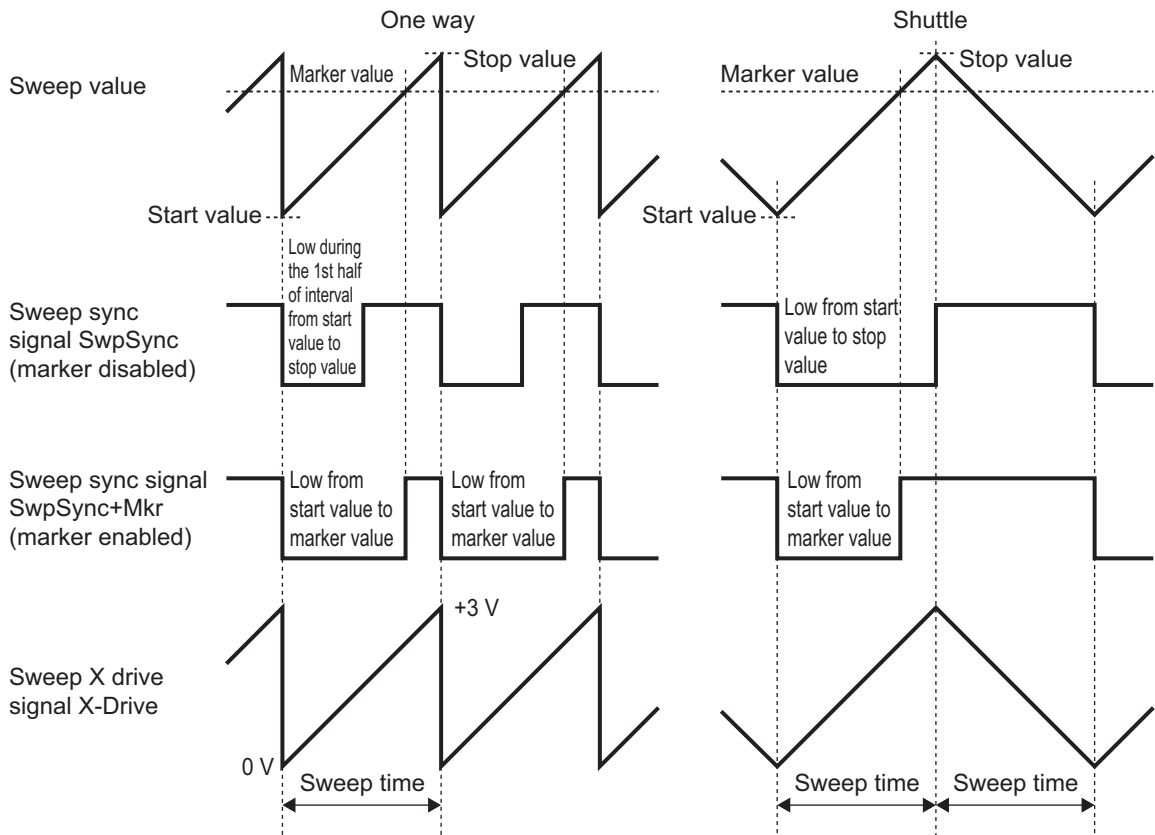 One way
Shuttle
Sweep value
Marker value
Stop value
Start value
Marker value
Stop value
Start value
Sweep sync
signal SwpSync
(marker disabled)
Low during
the 1st half
of interval
from start
value to
stop value
Low from start
value to stop
value
Sweep sync signal
SwpSync+Mkr
(marker enabled)
Low from
start value to
marker value
Low from
start value to
marker value
Low from
start value to
marker value
Sweep X drive
signal X-Drive
+3 V
0 V
Sweep time
Sweep time
Sweep time